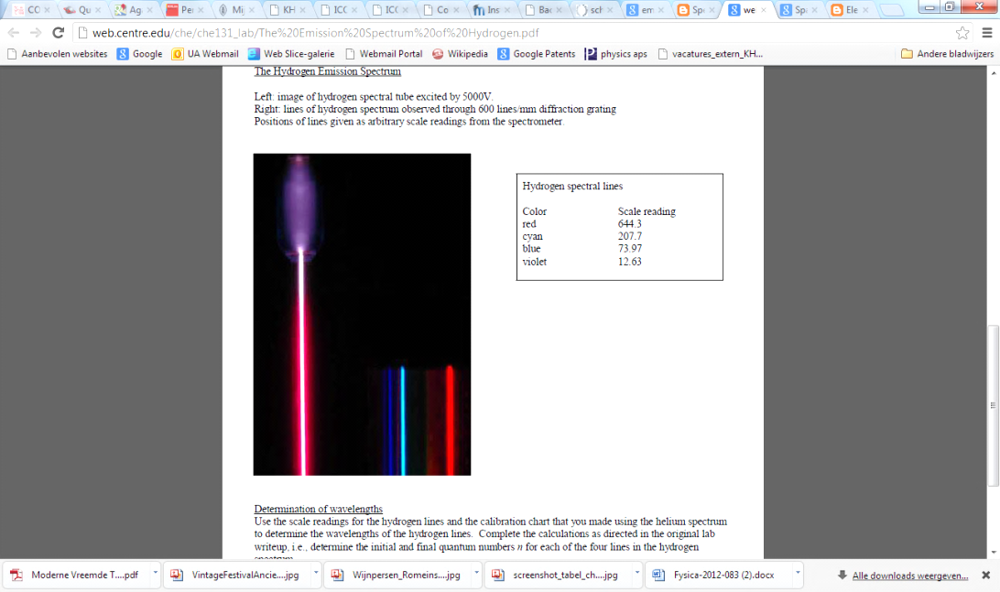 CC
Qu
Ag
Per
Mi
KH
ICC
ICC
Co
Ins
Bac
sch
em
Sp
we
Sp
Ele
web.centre.edu/che/che131_lab/The%20Emission%20Spectrum%20of%20Hydrogen.pdf
Aanbevolen websites Google UA Webmail Web Slice-galerie Webmail Portal Wikipedia Google Patents physics aps vacatures_extern_KH... Andere bladwijzers
The Hydrogen Emission Spectrum
Left: image of hydrogen spectral tube excited by 5000V.
Right: lines of hydrogen spectrum observed through 600 lines/mm diffraction grating
Positions of lines given as arbitrary scale readings from the spectrometer.
Hydrogen spectral lines
Color Scale reading
red 644.3
cyan 207.7
blue 73.97
violet 12.63
Determination of wavelengths
Use the scale readings for the hydrogen lines and the calibration chart that you made using the helium spectrum
to determine the wavelengths of the hydrogen lines. Complete the calculations as directed in the original lab
writeup, i.e., determine the initial and final quantum numbers n for each of the four lines in the hydrogen
spectrum
Moderne Vreemde T....pdf VintageFestivalAncie....jpg Wijnpersen_Romeins....jpg screenshot_tabel_ch....jpg Fysica-2012-083 (2).docx Alle downloads weergeven...